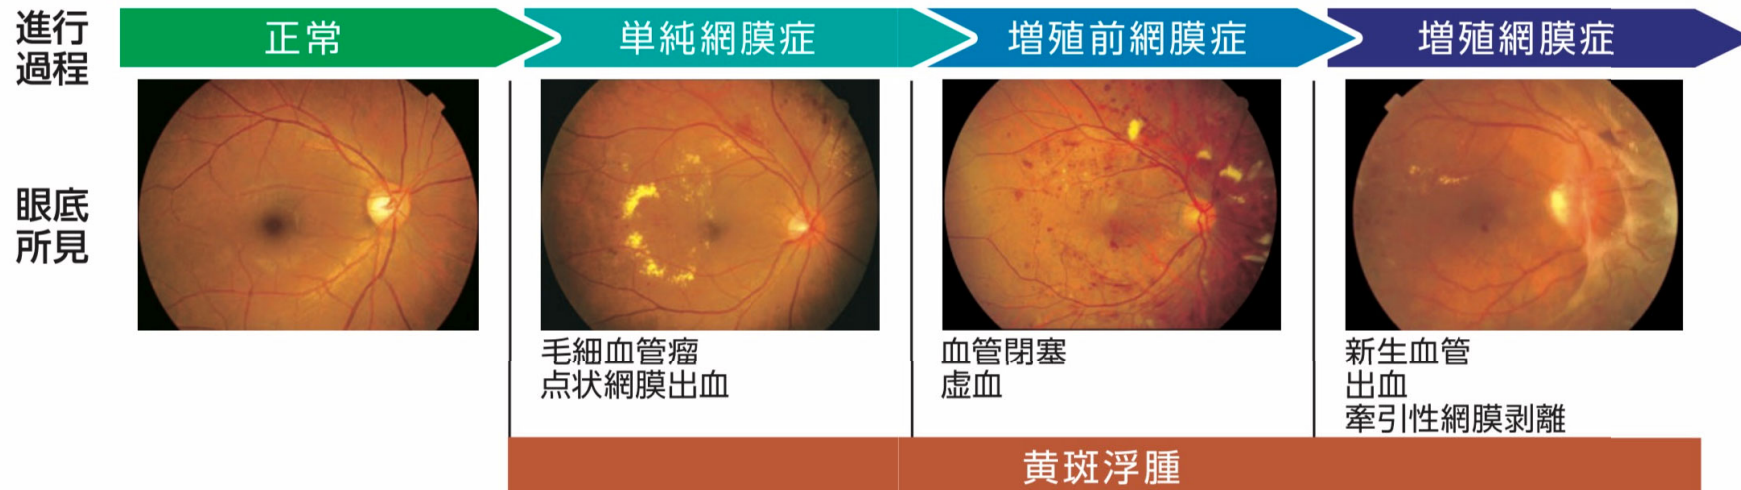 進行
過程
正常
単純網膜症
増殖前網膜症
増殖網膜症
眼底
所見
毛細血管瘤
点状網膜出血
血管閉塞
虚血
新生血管
出血
牽引性網膜剥離
黄斑浮腫